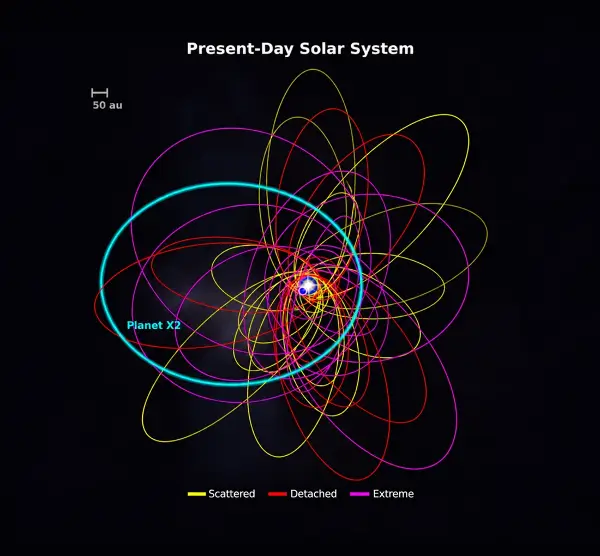 Present-Day Solar System
50 au
Planet X2
Scattered Detached Extreme